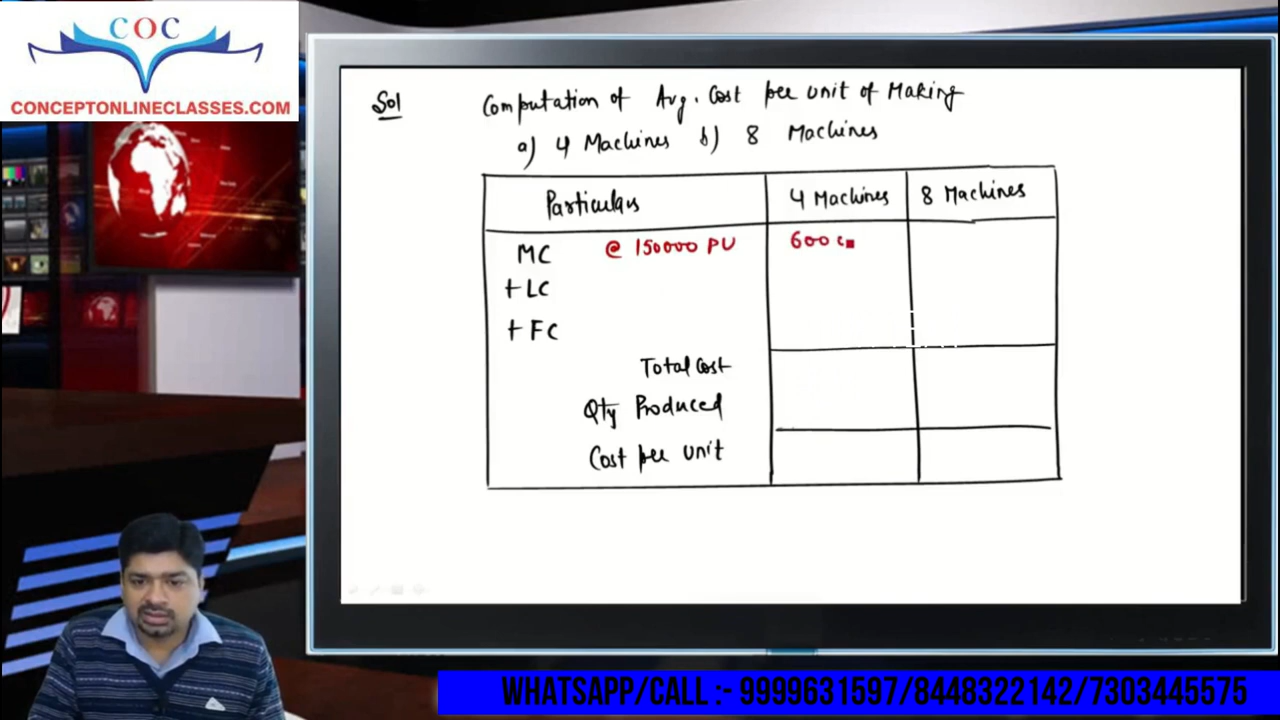 COC
CONCEPTONLINECLASSES.COM
Sol Computation of Avg. Cost per unit of Making
a) 4 Machines b) 8 Machines
Particulars 4 Machines 8 Machines
MC @ 150000 PU 600 0
+ LC
+ FC
Total Cost
Qty Produced
Cost per unit
WHATSAPP/CALL :- 9999631597/8448322142/7303445575